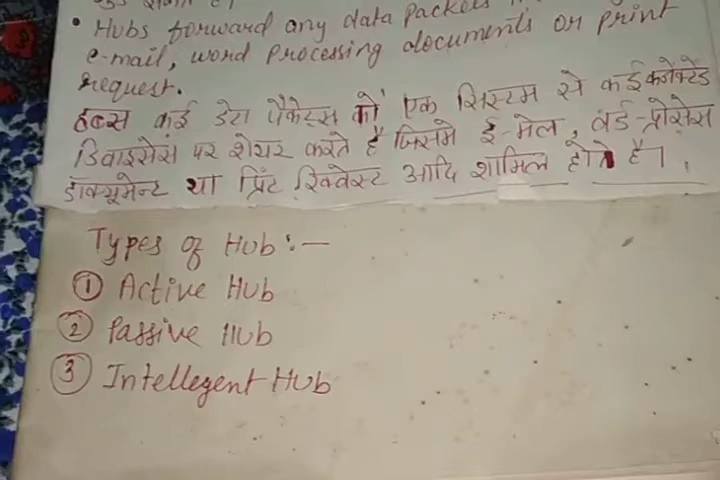 • Hubs forward any data packets
e-mail, word processing documents or print
request.
हब्स कई डेटा पैकेट्स को एक सिस्टम से कई कनेक्टेड
डिवाइसेस पर शेयर करते है जिसमे ई-मेल, वर्ड-प्रोसेस
डॉक्यूमेन्ट या प्रिंट रिक्वेस्ट आदि शामिल होते है।
Types of Hub:-
① Active Hub
② Passive Hub
③ Intellegent Hub